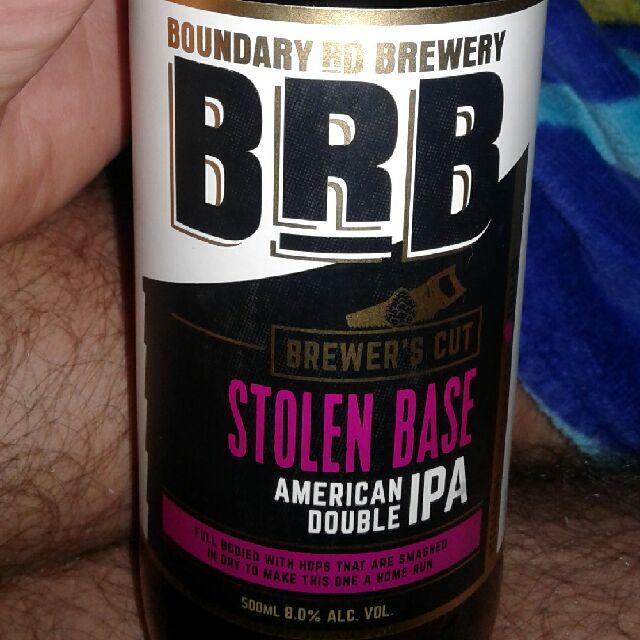 BOUNDARY RD BREWERY
BRB
BREWER'S CUT
STOLEN BASE
AMERICAN
DOUBLE IPA
FULL BODIED WITH HOPS THAT ARE SMASHED
IN DRY TO MAKE THIS ONE A HOME-RUN
500ML 8.0% ALC. VOL.